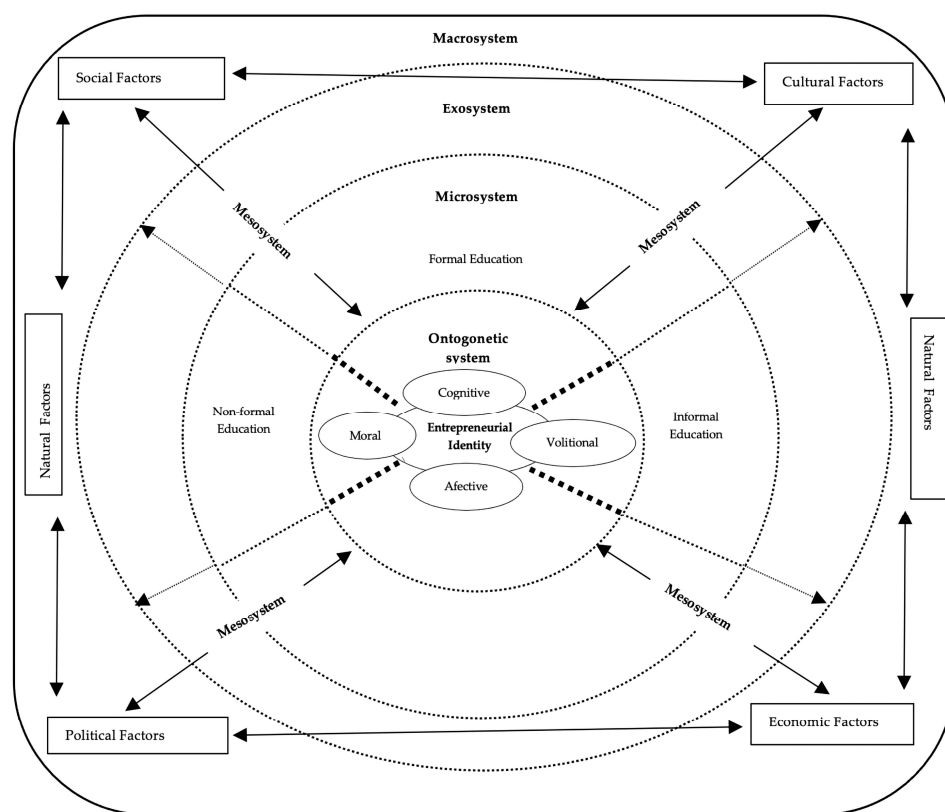 Macrosystem
Social Factors
Cultural Factors
Exosystem
Microsystem
Mesosystem
Mesosystem
Formal Education
Ontogonetic
system
Cognitive
Non-formal
Education
Moral
Entrepreneurial
Identity
Volitional
Informal
Education
Natural Factors
Natural Factors
Afective
Mesosystem
Mesosystem
Political Factors
Economic Factors